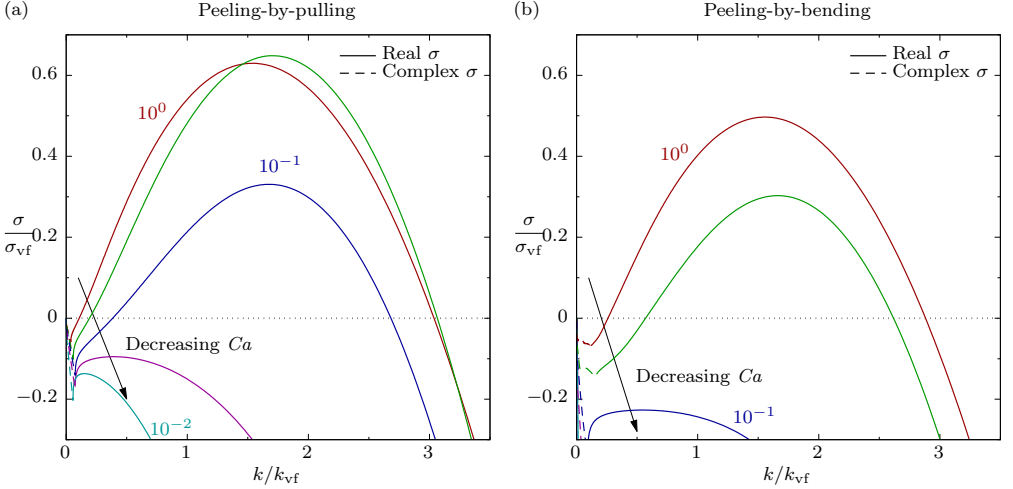 (a) Peeling-by-pulling
Real σ
Complex σ
0.6
0.4
0.2
0
−0.2
σ
σvf
10^0
10^−1
Decreasing Ca
10^−2
0 1 2 3
k/kvf
(b) Peeling-by-bending
Real σ
Complex σ
0.6
0.4
0.2
0
−0.2
σ
σvf
10^0
Decreasing Ca
10^−1
0 1 2 3
k/kvf